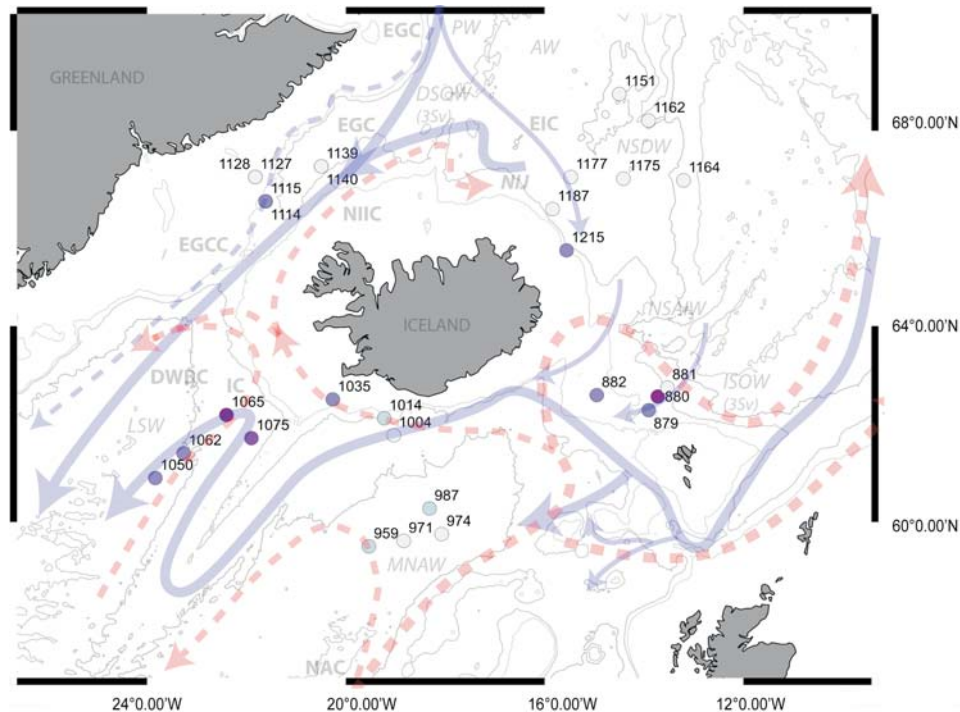 EGC
PW
AW
GREENLAND
1151
DSOW
(3Sv)
1162
68°0.00'N
EGC
EIC
NSDW
1139
1128
1127
1177
1175
1164
1140
NIJ
1115
1187
1114
NIIC
1215
EGCC
NSAIW
ICELAND
64°0.00'N
881
DWBC
ISOW
(3Sv)
IC
1035
882
880
1065
1014
879
LSW
1075
1004
1062
1050
987
60°0.00'N
959
971
974
MNAW
NAC
24°0.00'W
20°0.00'W
16°0.00'W
12°0.00'W